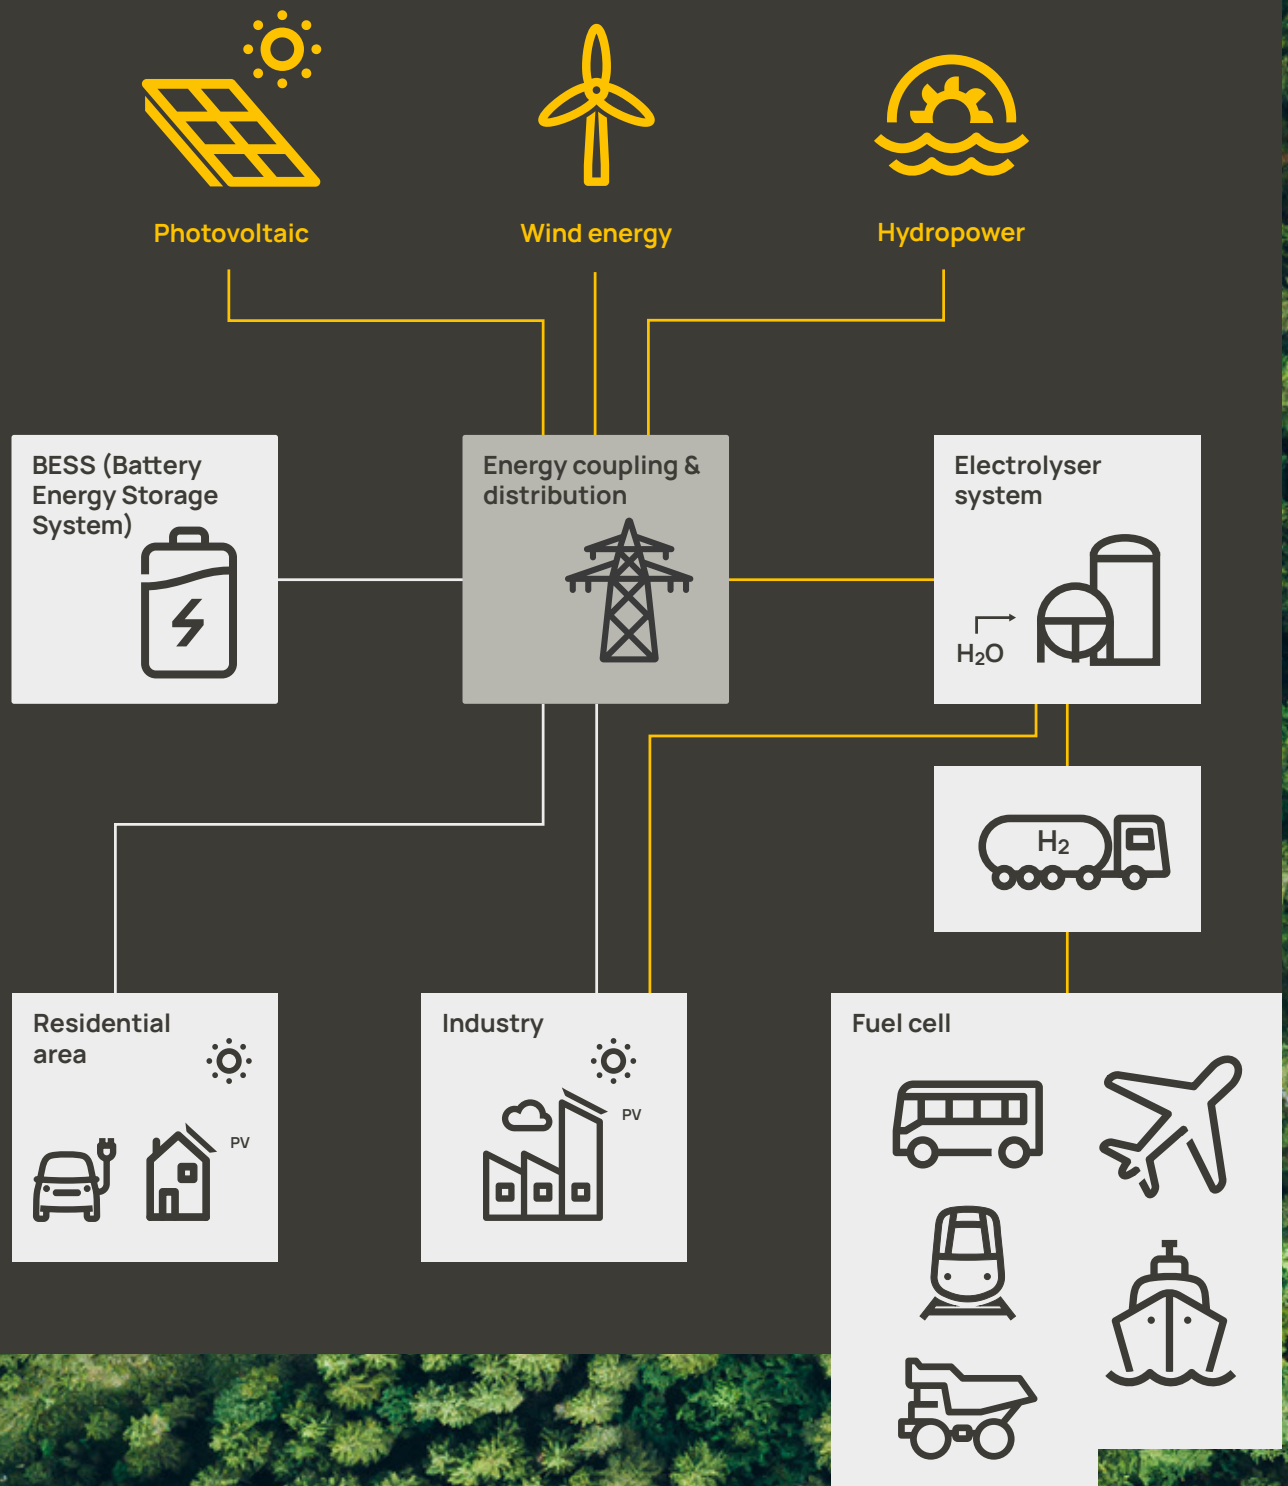 Photovoltaic
Wind energy
Hydropower
BESS (Battery
Energy Storage
System)
Energy coupling &
distribution
Electrolyser
system
H₂O
H₂
Residential
area
PV
Industry
PV
Fuel cell